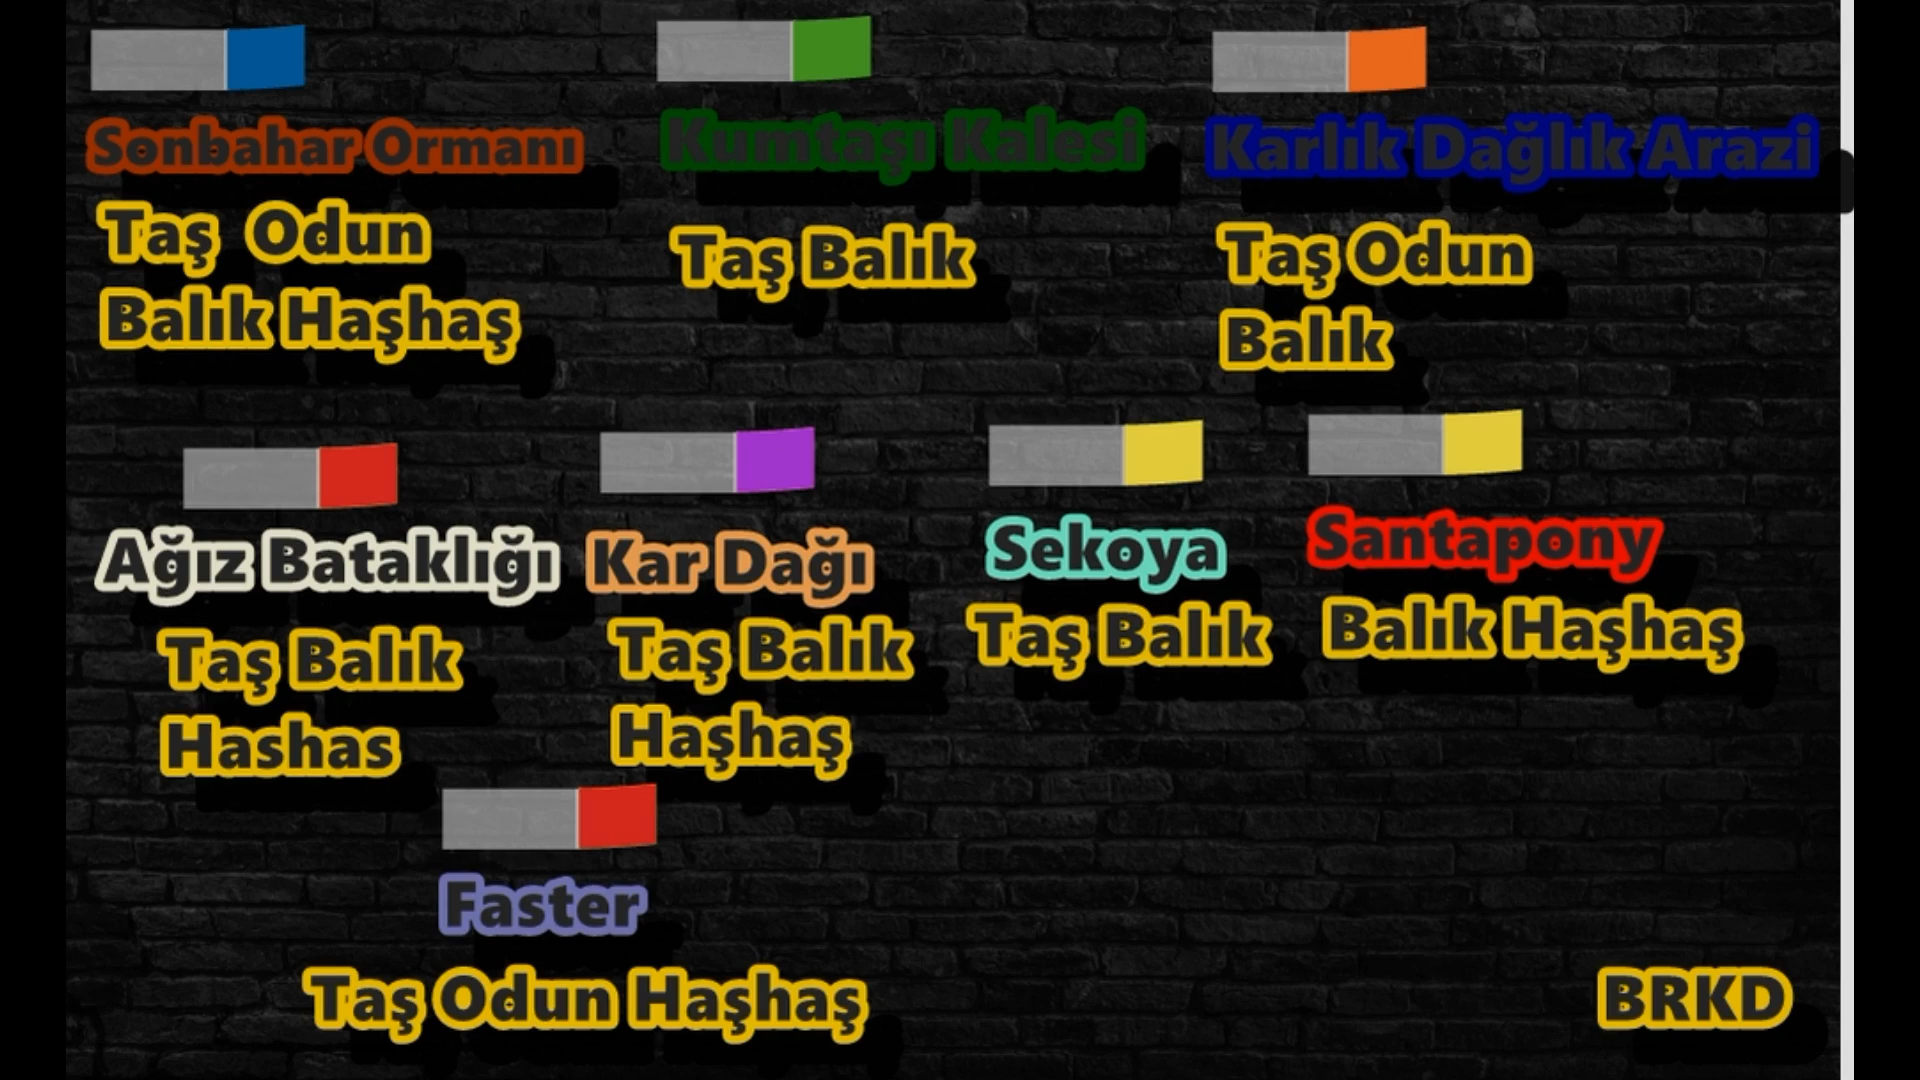 Sonbahar Ormanı
Taş Odun
Balık Haşhaş
Kumtaşı Kalesi
Taş Balık
Karlık Dağlık Arazi
Taş Odun
Balık
Ağız Bataklığı
Taş Balık
Hashas
Kar Dağı
Taş Balık
Haşhaş
Sekoya
Taş Balık
Santapony
Balık Haşhaş
Faster
Taş Odun Haşhaş
BRKD